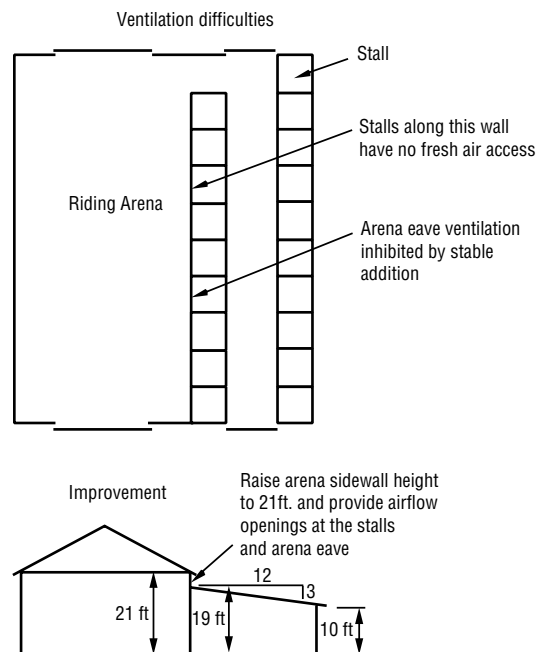 Ventilation difficulties
Stall
Stalls along this wall
have no fresh air access
Riding Arena
Arena eave ventilation
inhibited by stable
addition
Improvement
Raise arena sidewall height
to 21ft. and provide airflow
openings at the stalls
and arena eave
12
3
21 ft
19 ft
10 ft